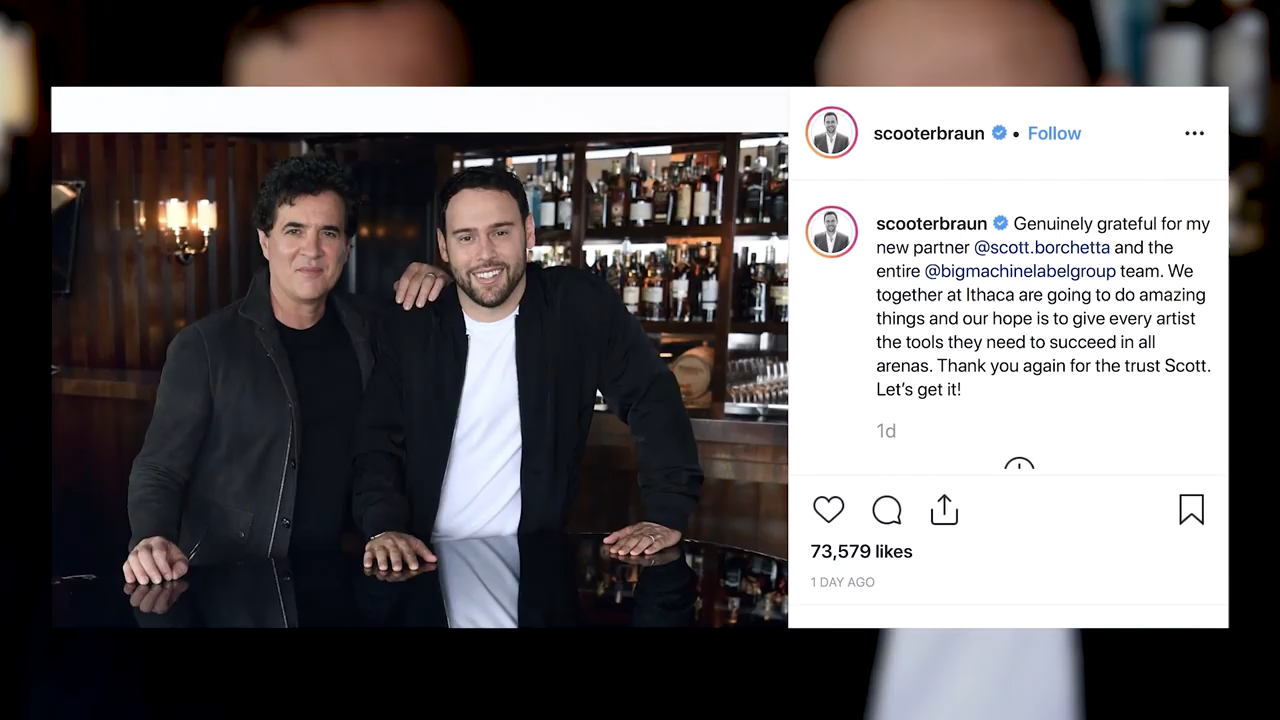 scooterbraun • Follow
scooterbraun Genuinely grateful for my
new partner @scott.borchetta and the
entire @bigmachinelabelgroup team. We
together at Ithaca are going to do amazing
things and our hope is to give every artist
the tools they need to succeed in all
arenas. Thank you again for the trust Scott.
Let’s get it!
1d
73,579 likes
1 DAY AGO